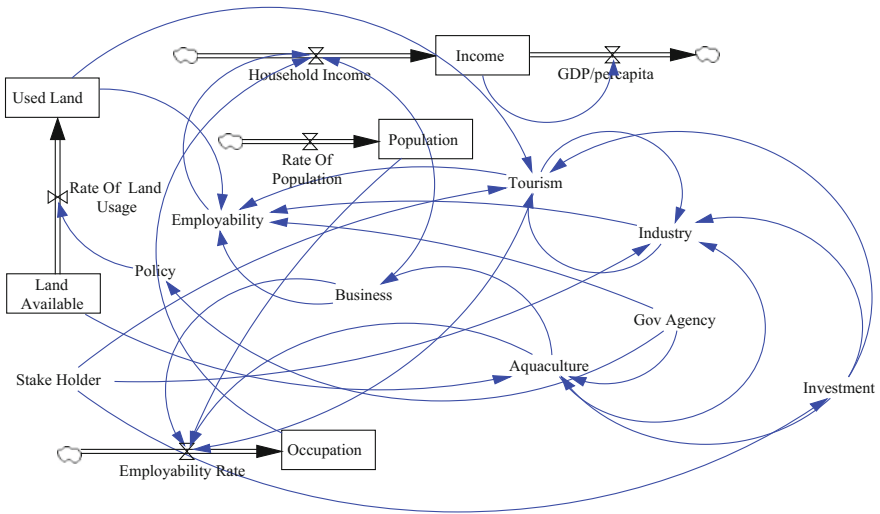 Income
Household Income
GDP/percapita
Used Land
Population
Rate Of
Population
Tourism
Rate Of Land
Usage
Employability
Industry
Policy
Land
Available
Business
Gov Agency
Aquaculture
Stake Holder
Investment
Occupation
Employability Rate